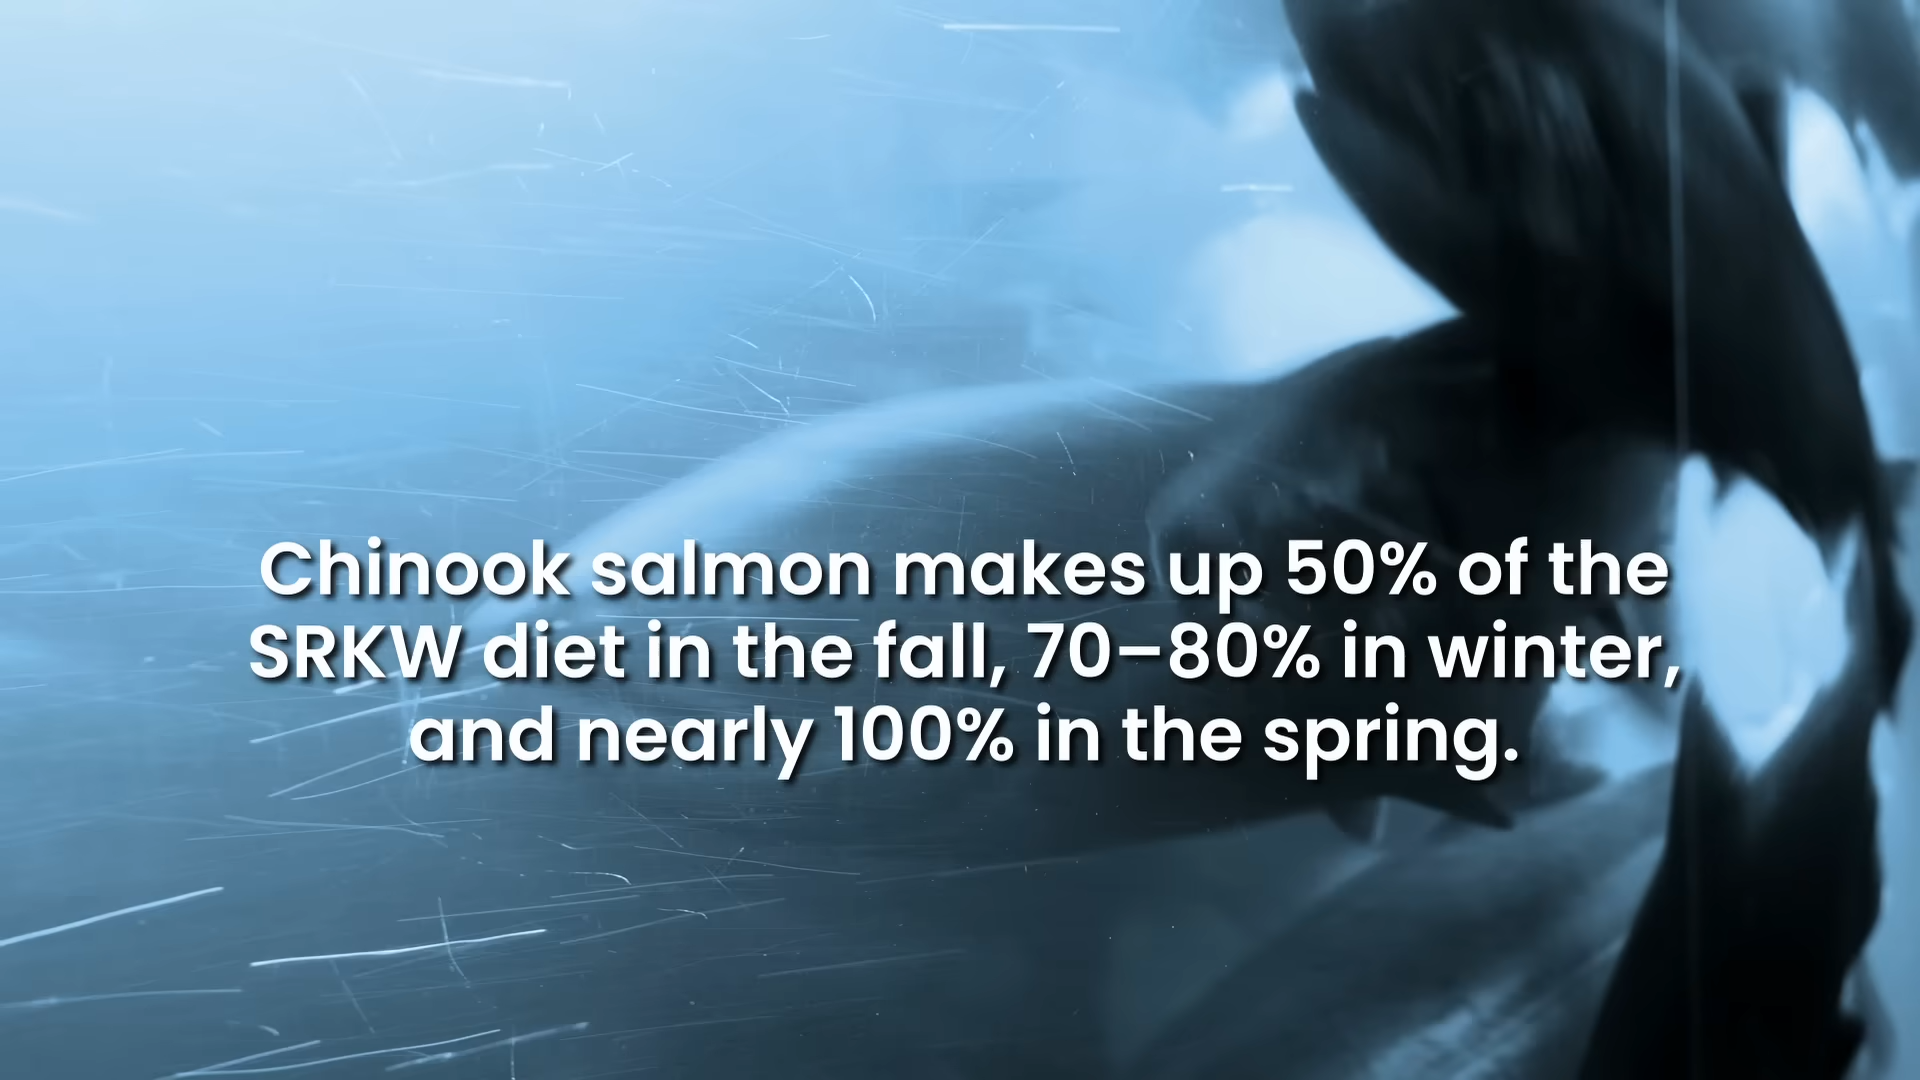 Chinook salmon makes up 50% of the
SRKW diet in the fall, 70–80% in winter,
and nearly 100% in the spring.